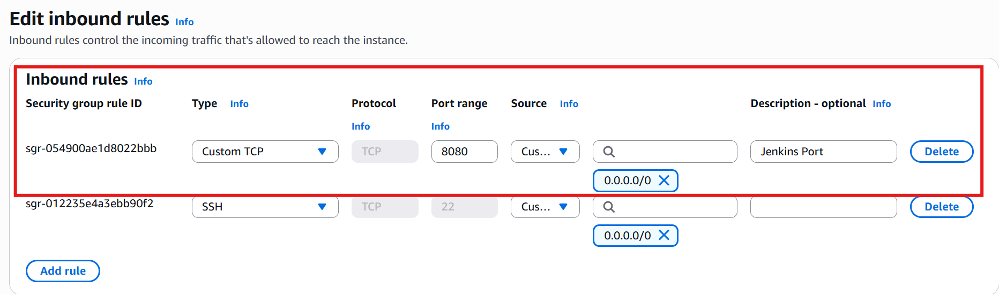 Edit inbound rules Info
Inbound rules control the incoming traffic that's allowed to reach the instance.
Inbound rules Info
Security group rule ID Type Info Protocol Info Port range Info Source Info Description - optional Info
sgr-054900ae1d8022bbb Custom TCP TCP 8080 Cus... Jenkins Port Delete
0.0.0.0/0
sgr-012235e4a3ebb90f2 SSH TCP 22 Cus... Delete
0.0.0.0/0
Add rule